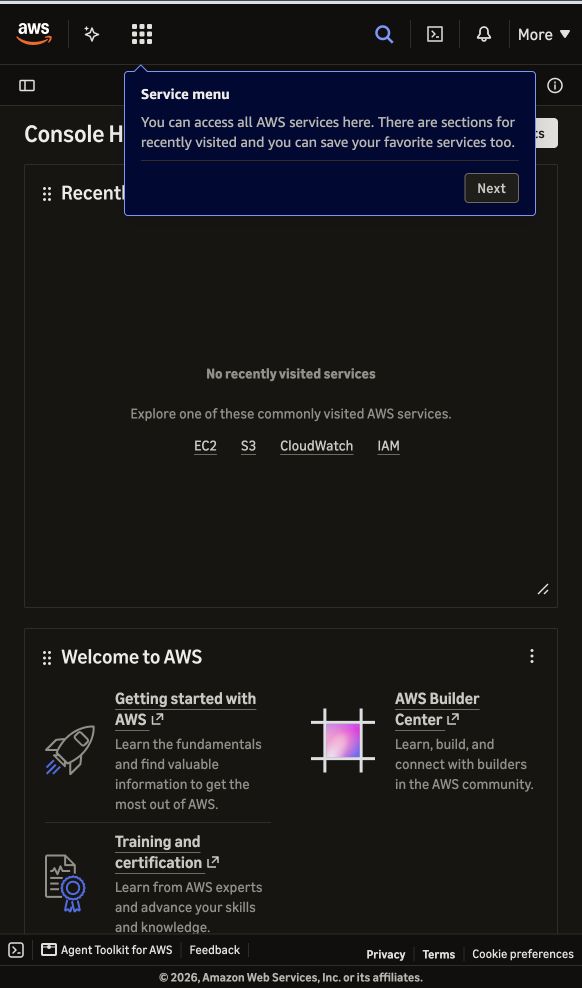 aws
More
Service menu
You can access all AWS services here. There are sections for
recently visited and you can save your favorite services too.
Next
Console H
ts
Recentl
No recently visited services
Explore one of these commonly visited AWS services.
EC2 S3 CloudWatch IAM
Welcome to AWS
Getting started with
AWS
Learn the fundamentals
and find valuable
information to get the
most out of AWS.
AWS Builder
Center
Learn, build, and
connect with builders
in the AWS community.
Training and
certification
Learn from AWS experts
and advance your skills
and knowledge.
Agent Toolkit for AWS Feedback
Privacy Terms Cookie preferences
© 2026, Amazon Web Services, Inc. or its affiliates.